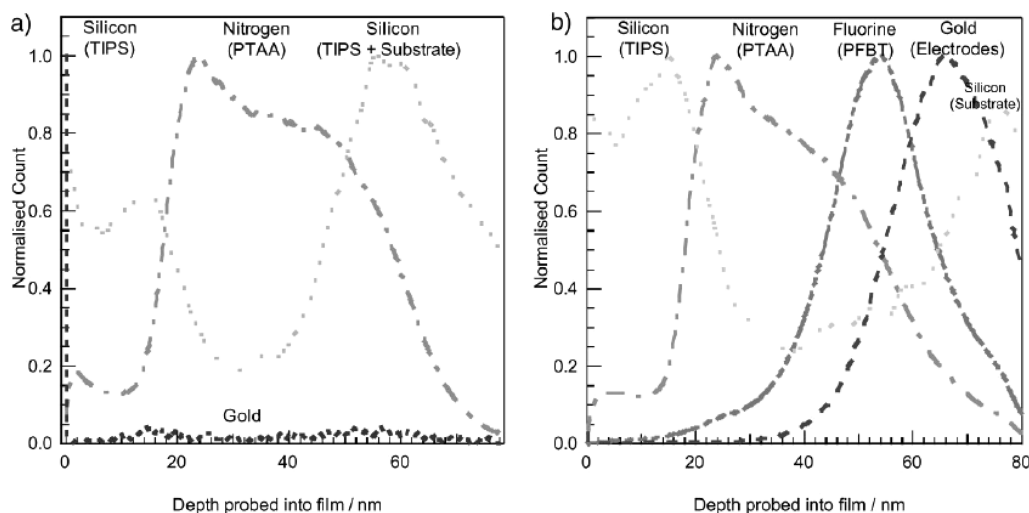 a)
Silicon
(TIPS)
Nitrogen
(PTAA)
Silicon
(TIPS + Substrate)
1.0
0.8
0.6
0.4
0.2
0.0
Normalised Count
Gold
0
20
40
60
Depth probed into film / nm
b)
Silicon
(TIPS)
Nitrogen
(PTAA)
Fluorine
(PFBT)
Gold
(Electrodes)
Silicon
(Substrate)
1.0
0.8
0.6
0.4
0.2
0.0
Normalised Count
0
20
40
60
80
Depth probed into film / nm